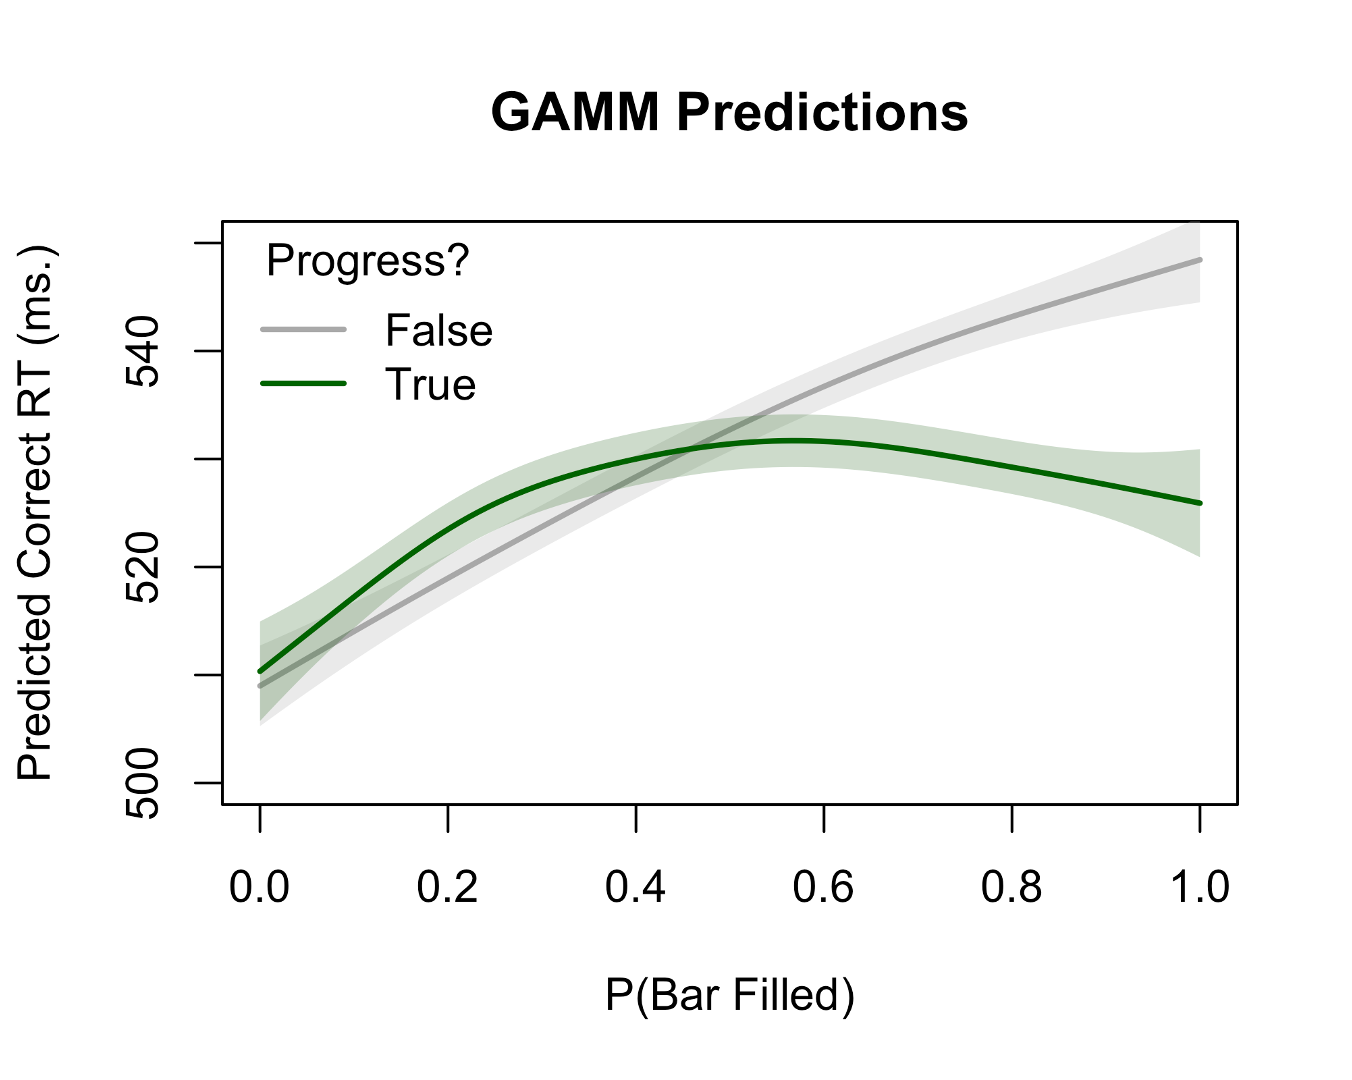 GAMM Predictions
Progress?
False
True
Predicted Correct RT (ms.)
540
520
500
0.0 0.2 0.4 0.6 0.8 1.0
P(Bar Filled)